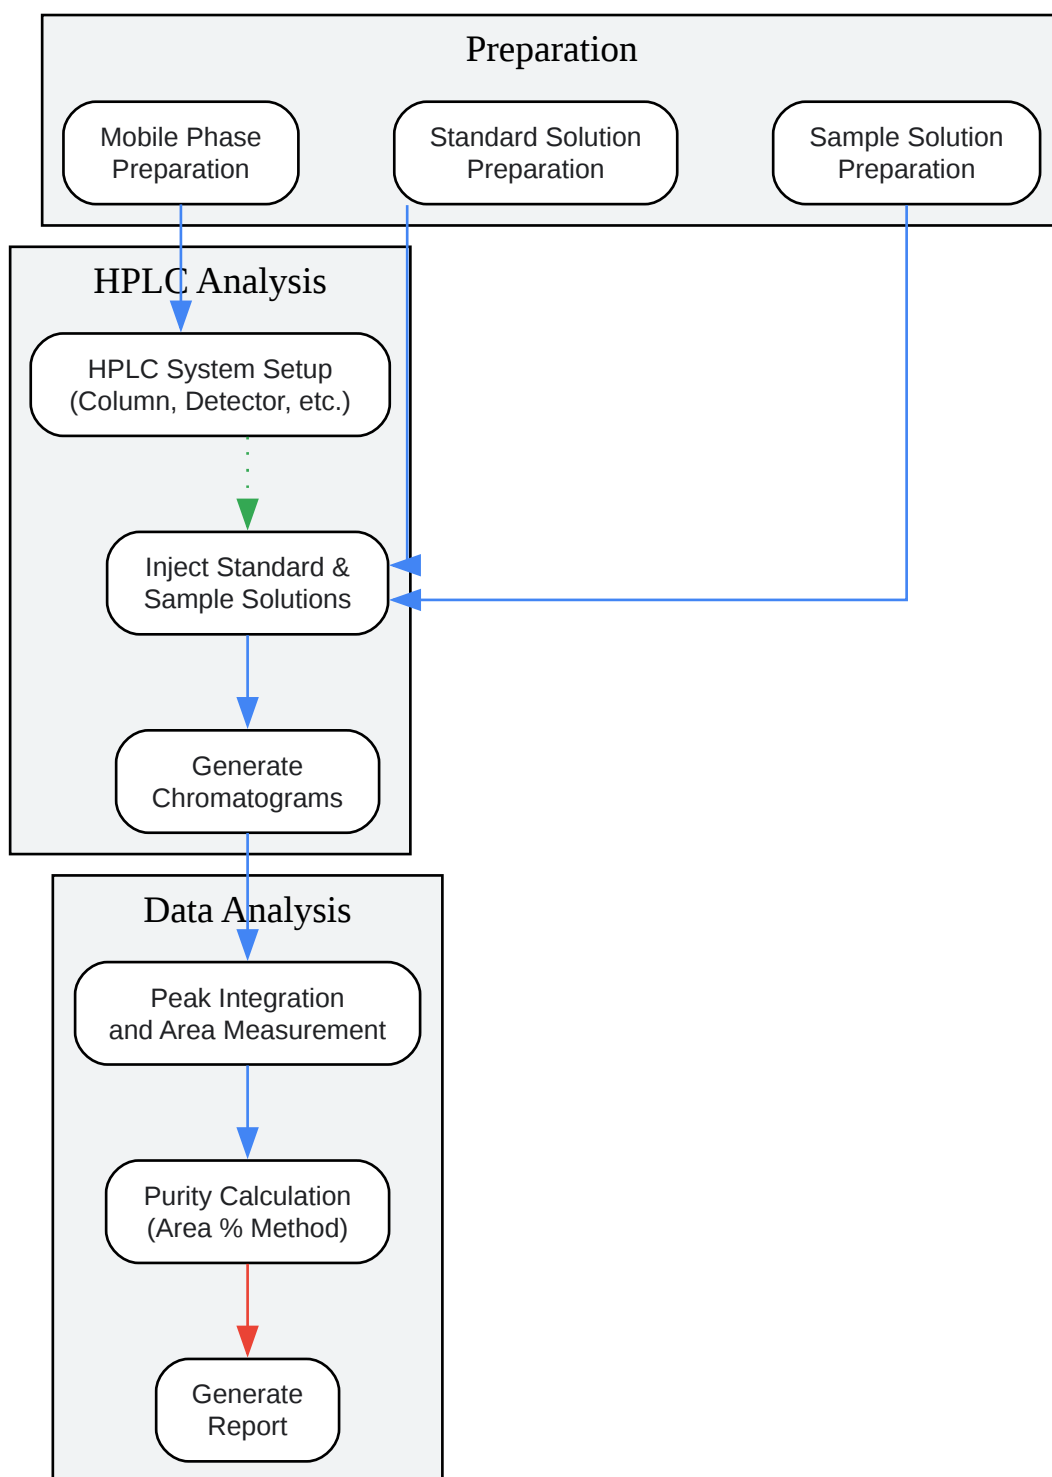 Preparation
Mobile Phase
Preparation
Standard Solution
Preparation
Sample Solution
Preparation
HPLC Analysis
HPLC System Setup
(Column, Detector, etc.)
Inject Standard &
Sample Solutions
Generate
Chromatograms
Data Analysis
Peak Integration
and Area Measurement
Purity Calculation
(Area % Method)
Generate
Report